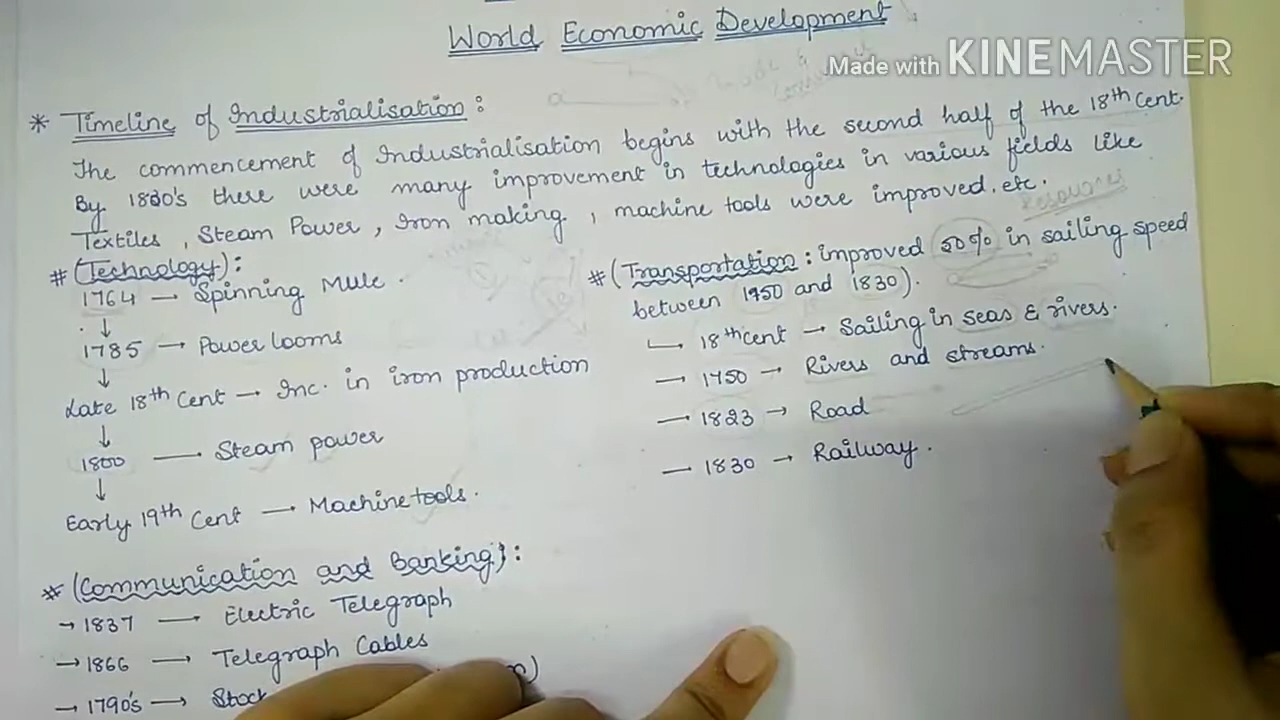 World Economic Development
Made with KINEMASTER
* Timeline of Industrialisation :
The commencement of Industrialisation begins with the second half of the 18th cent.
By 1830's there were many improvement in technologies in various fields like
Textiles, Steam Power, Iron making, machine tools were improved. etc.
Resources
# (Technology) :
1764 → Spinning Mule.
↓
1785 → Power looms
↓
Late 18th Cent → Inc. in iron production
↓
1800 → Steam power
↓
Early 19th Cent → Machine tools.
# (Transportation : improved 50% in sailing speed
between 1750 and 1830).
→ 18th cent → Sailing in seas & rivers.
→ 1750 → Rivers and streams.
→ 1823 → Road
→ 1830 → Railway.
# (Communication and Banking) :
→ 1837 → Electric Telegraph
→ 1866 → Telegraph Cables
→ 1790's → Stock